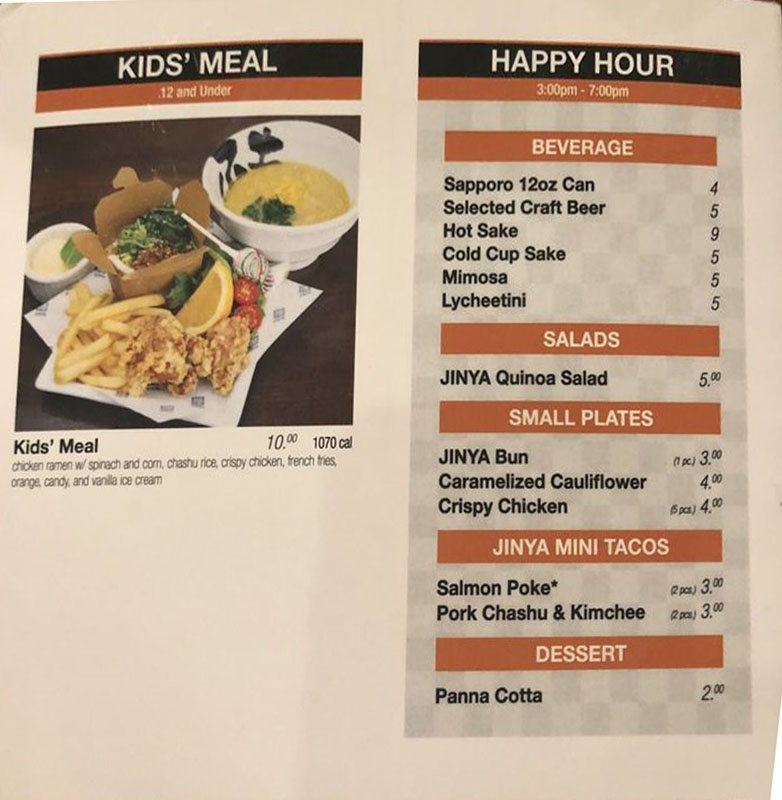 KIDS' MEAL
12 and Under
Kids' Meal 10.00 1070 cal
chicken ramen w/ spinach and corn, chashu rice, crispy chicken, french fries,
orange, candy, and vanilla ice cream
HAPPY HOUR
3:00pm - 7:00pm
BEVERAGE
Sapporo 12oz Can 4
Selected Craft Beer 5
Hot Sake 9
Cold Cup Sake 5
Mimosa 5
Lycheetini 5
SALADS
JINYA Quinoa Salad 5.00
SMALL PLATES
JINYA Bun (1 pc.) 3.00
Caramelized Cauliflower 4.00
Crispy Chicken (5 pcs.) 4.00
JINYA MINI TACOS
Salmon Poke* (2 pcs.) 3.00
Pork Chashu & Kimchee (2 pcs.) 3.00
DESSERT
Panna Cotta 2.00